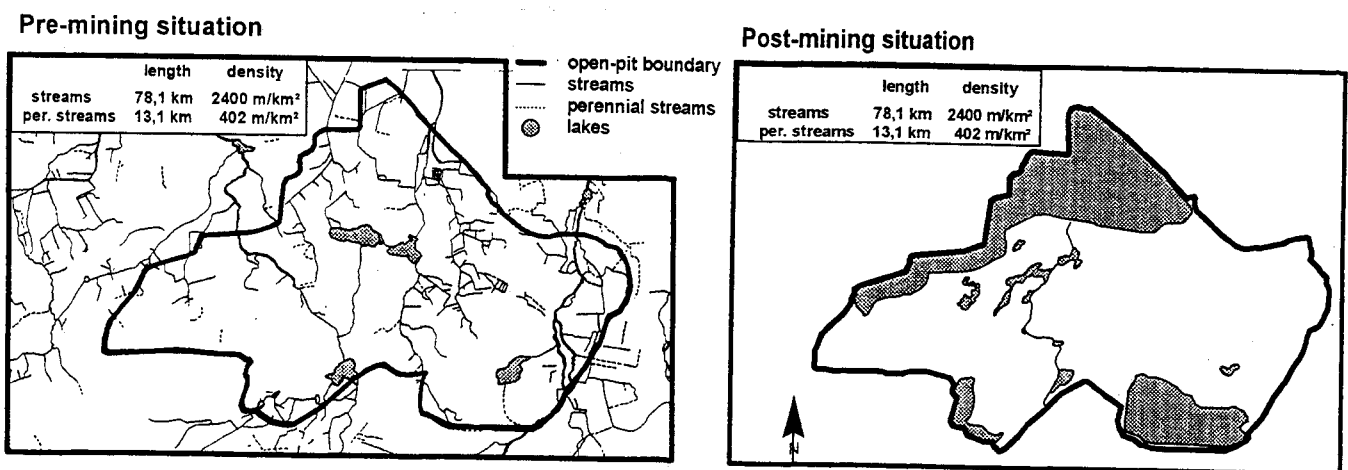 Pre-mining situation
length density
streams 78,1 km 2400 m/km²
per. streams 13,1 km 402 m/km²
open-pit boundary
streams
perennial streams
lakes
Post-mining situation
length density
streams 78,1 km 2400 m/km²
per. streams 13,1 km 402 m/km²
N